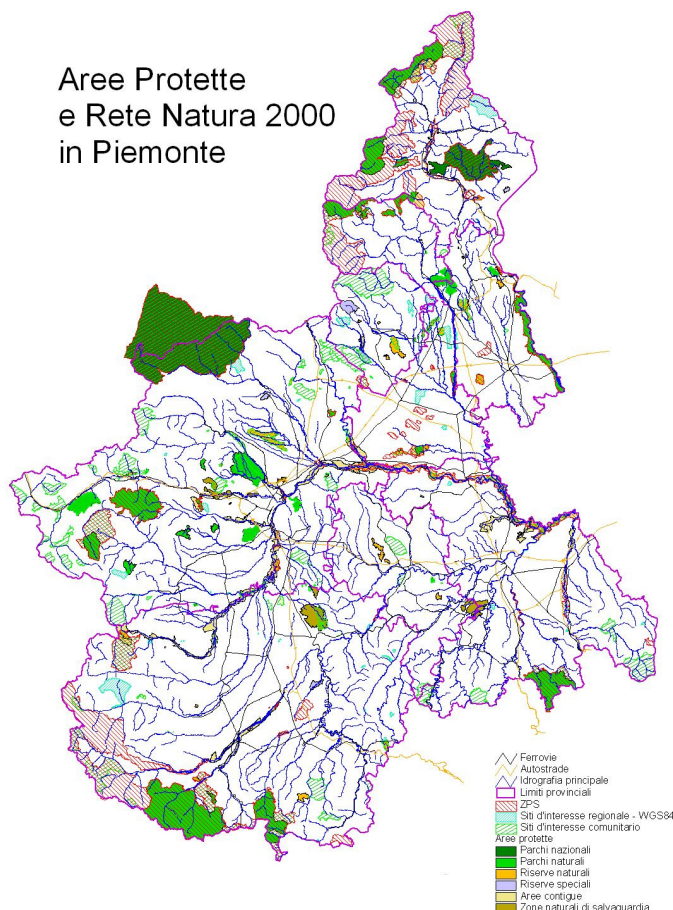 Aree Protette
e Rete Natura 2000
in Piemonte
Ferrovie
Autostrade
Idrografia principale
Limiti provinciali
ZPS
Siti d'interesse regionale - WGS84
Siti d'interesse comunitario
Aree protette
Parchi nazionali
Parchi naturali
Riserve naturali
Riserve speciali
Aree contigue
Zone naturali di salvaguardia